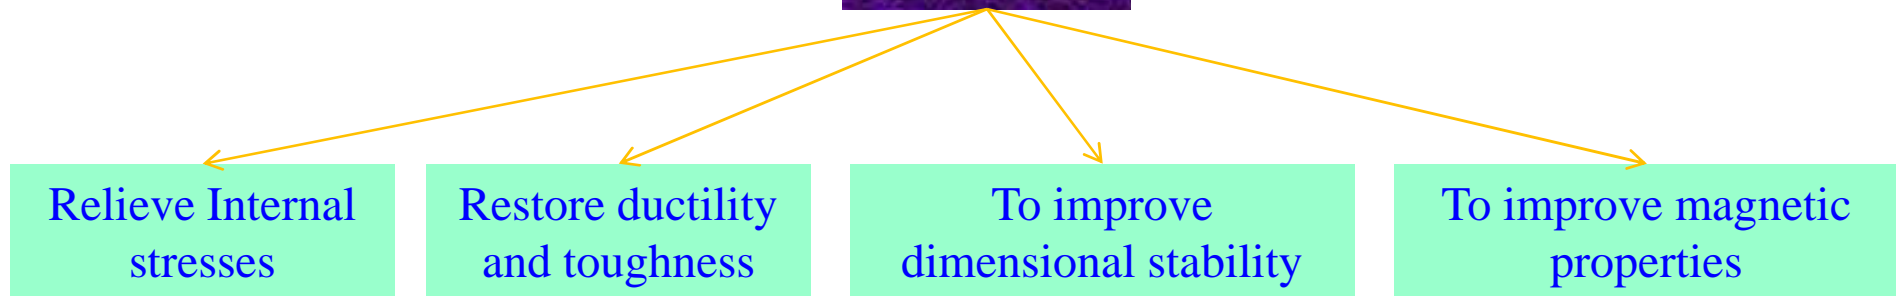 Relieve Internal
stresses
Restore ductility
and toughness
To improve
dimensional stability
To improve magnetic
properties